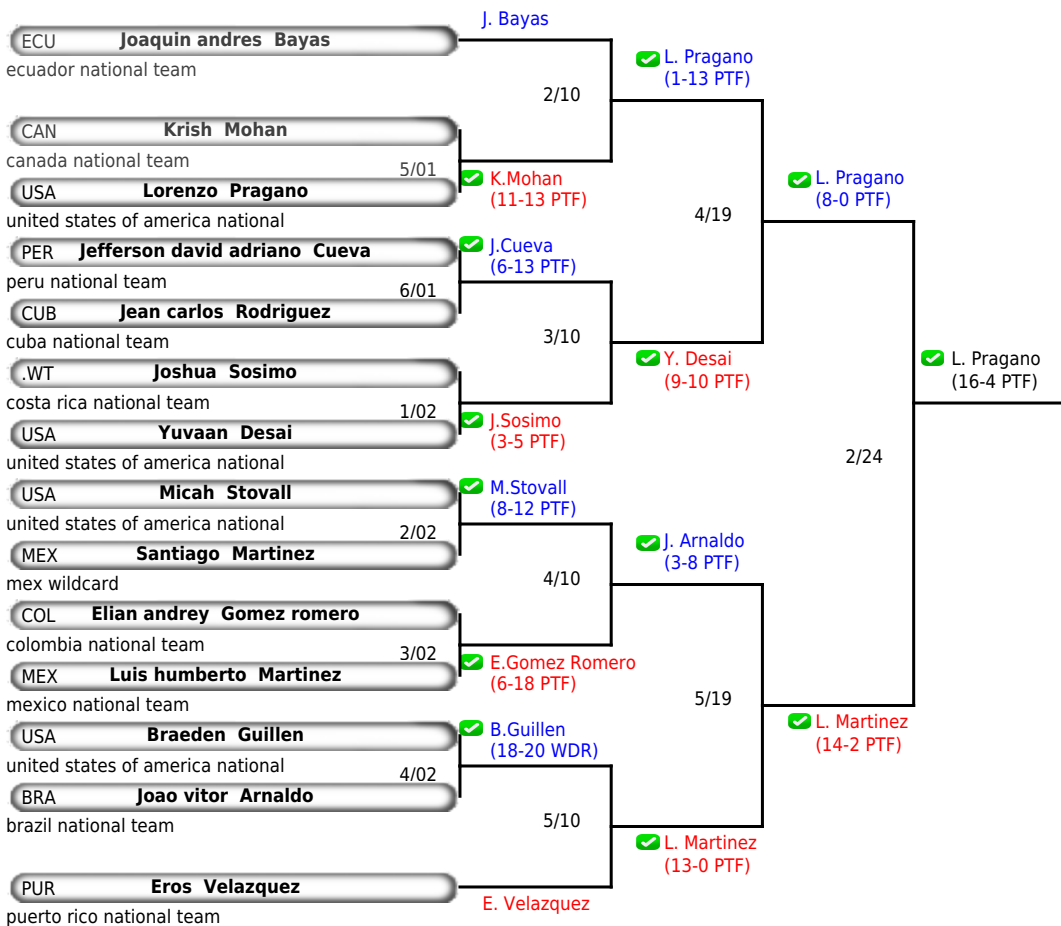 J. Bayas
ECU Joaquin andres Bayas
ecuador national team
L. Pragano
(1-13 PTF)
2/10
CAN Krish Mohan
canada national team
5/01
K.Mohan
(11-13 PTF)
USA Lorenzo Pragano
united states of america national
L. Pragano
(8-0 PTF)
4/19
PER Jefferson david adriano Cueva
peru national team
J.Cueva
(6-13 PTF)
6/01
CUB Jean carlos Rodriguez
cuba national team
3/10
.WT Joshua Sosimo
costa rica national team
Y. Desai
(9-10 PTF)
L. Pragano
(16-4 PTF)
1/02
J.Sosimo
(3-5 PTF)
USA Yuvaan Desai
united states of america national
2/24
USA Micah Stovall
united states of america national
M.Stovall
(8-12 PTF)
2/02
MEX Santiago Martinez
mex wildcard
J. Arnaldo
(3-8 PTF)
4/10
COL Elian andrey Gomez romero
colombia national team
3/02
E.Gomez Romero
(6-18 PTF)
MEX Luis humberto Martinez
mexico national team
5/19
L. Martinez
(14-2 PTF)
USA Braeden Guillen
united states of america national
B.Guillen
(18-20 WDR)
4/02
BRA Joao vitor Arnaldo
brazil national team
5/10
L. Martinez
(13-0 PTF)
PUR Eros Velazquez
puerto rico national team
E. Velazquez